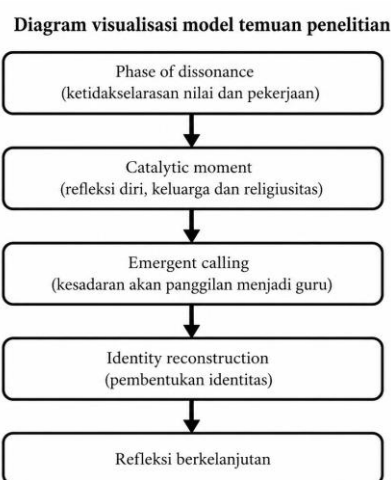 Diagram visualisasi model temuan penelitian
Phase of dissonance
(ketidakselarasan nilai dan pekerjaan)
Catalytic moment
(refleksi diri, keluarga dan religiusitas)
Emergent calling
(kesadaran akan panggilan menjadi guru)
Identity reconstruction
(pembentukan identitas)
Refleksi berkelanjutan